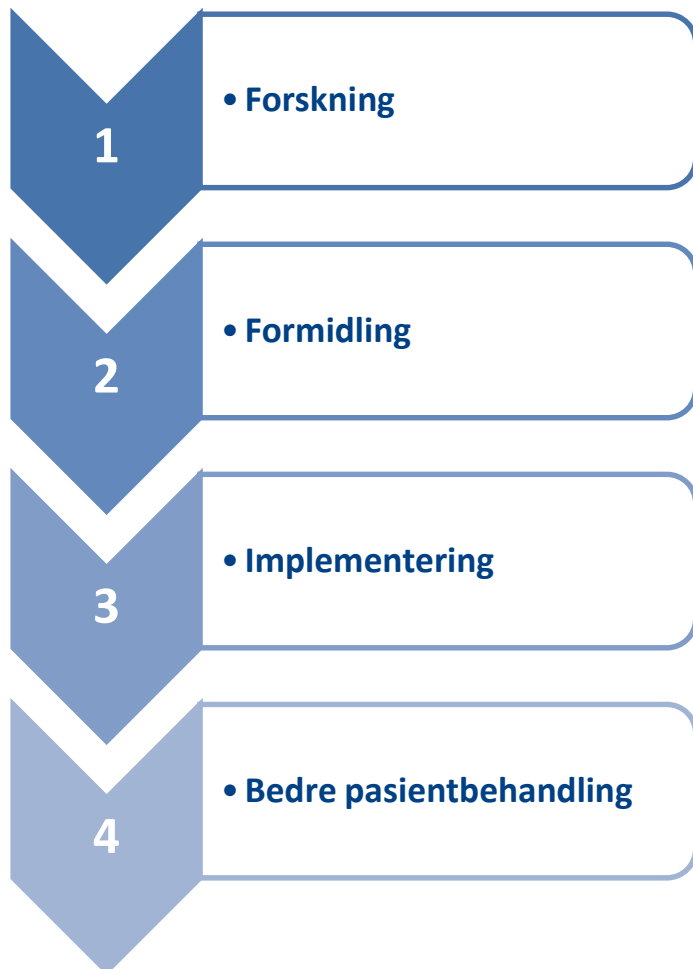 1
• Forskning
2
• Formidling
3
• Implementering
4
• Bedre pasientbehandling